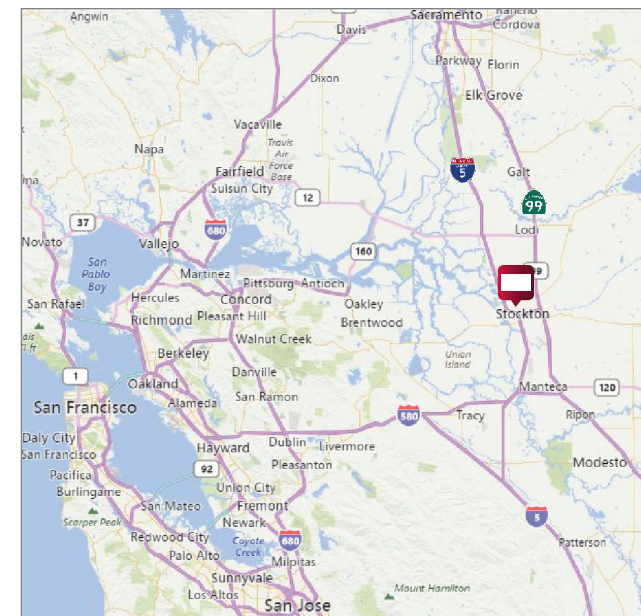 Angwin
Sacramento
Rancho
Cordova
Davis
Parkway
Florin
Dixon
Elk Grove
Vacaville
Travis
Air
Force
Base
Napa
Fairfield
Suisun City
5
Galt
12
99
37
680
Lodi
Novato
Vallejo
160
San
Pablo
Bay
Martinez
Pittsburg
Antioch
San Rafael
Hercules
Concord
Oakley
Stockton
Richmond
Pleasant Hill
Brentwood
Walnut Creek
Berkeley
Union
Island
1
Oakland
Danville
Manteca
120
San Francisco
Alameda
San Ramon
580
Tracy
Ripon
Daly City
Hayward
Dublin
Livermore
San Francisco
92
Pleasanton
Modesto
Pacifica
Burlingame
Union City
San Mateo
Fremont
5
Scarper Peak
Newark
Redwood City
Coyote
Creek
680
Patterson
Palo Alto
Milpitas
Sunnyvale
Los Altos
Mount Hamilton
San Jose